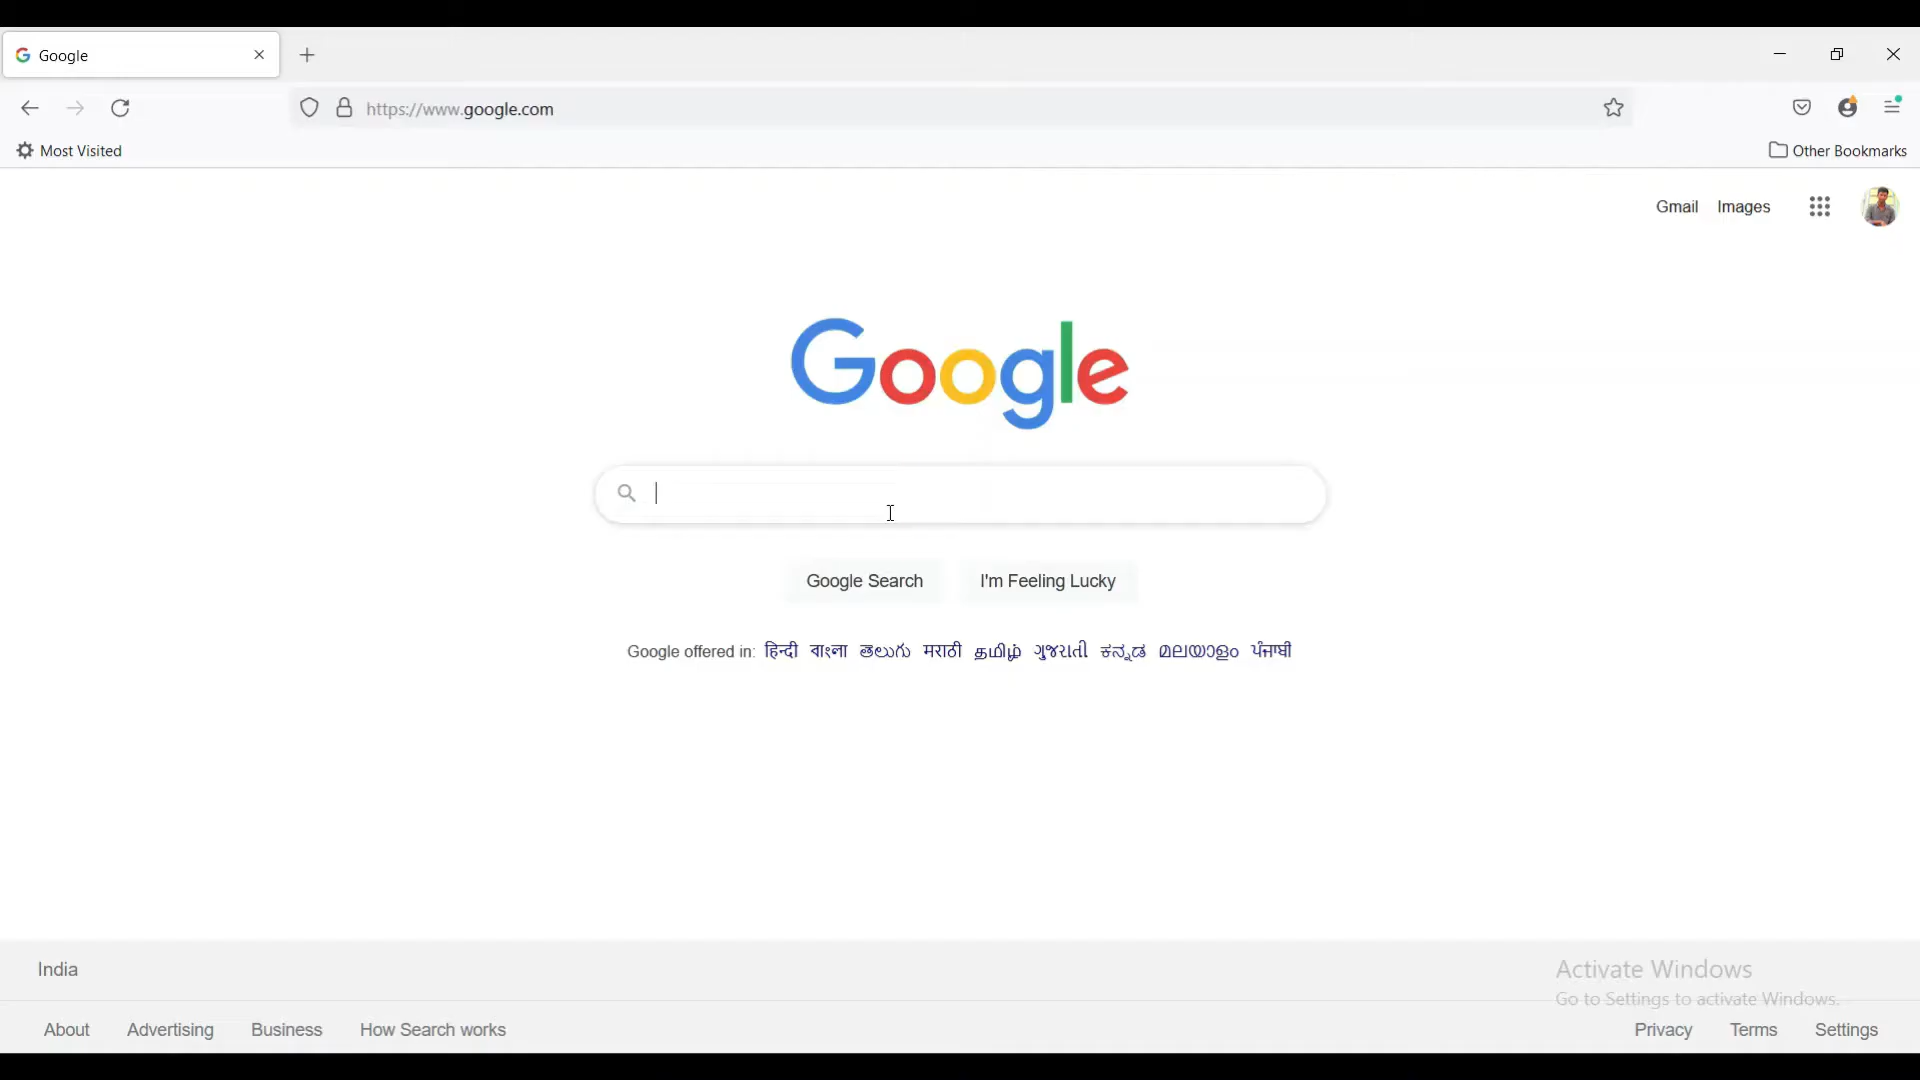 Google
https://www.google.com
Most Visited
Other Bookmarks
Gmail Images
Google
Google Search I'm Feeling Lucky
Google offered in: हिन्दी বাংলা తెలుగు मराठी தமிழ் ગુજરાતી ಕನ್ನಡ മലയാളം ਪੰਜਾਬੀ
India
Activate Windows
Go to Settings to activate Windows.
About Advertising Business How Search works Privacy Terms Settings